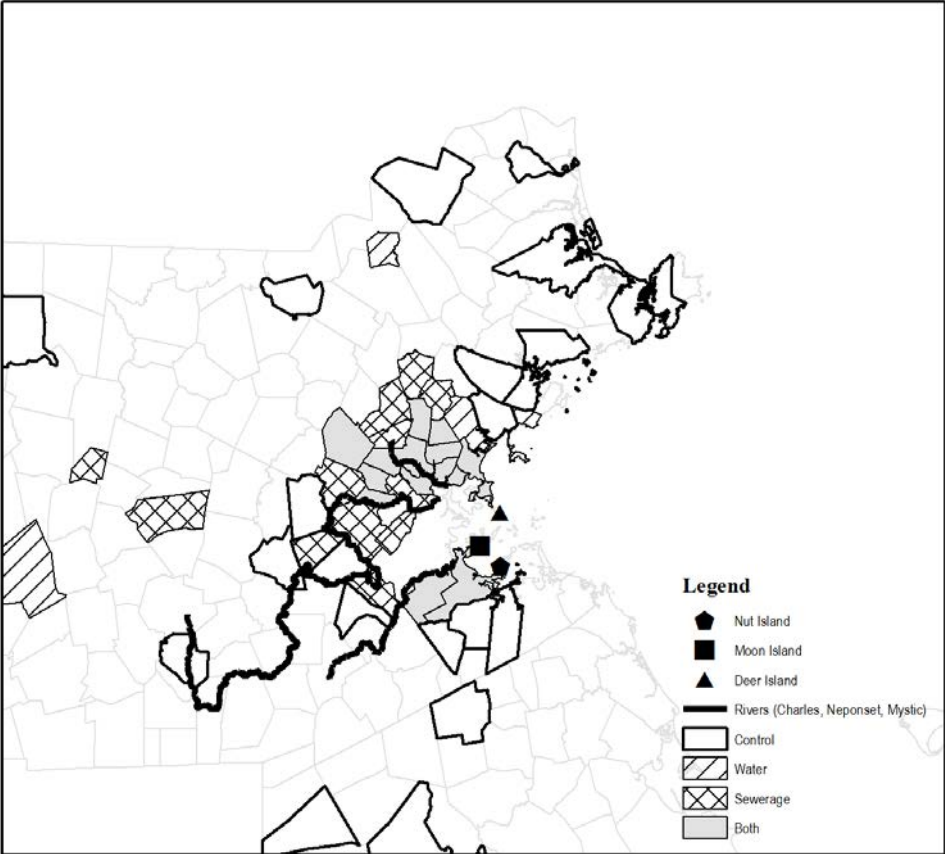 Legend
Nut Island
Moon Island
Deer Island
Rivers (Charles, Neponset, Mystic)
Control
Water
Sewerage
Both